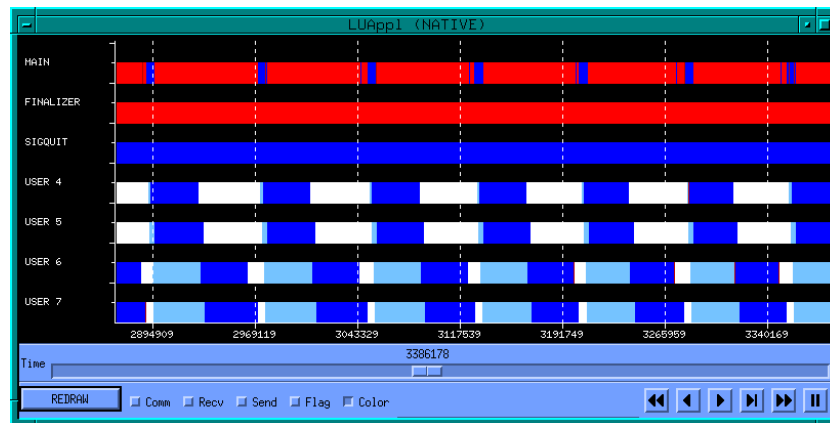 LUAppl (NATIVE)
MAIN
FINALIZER
SIGQUIT
USER 4
USER 5
USER 6
USER 7
2894909 2969119 3043329 3117539 3191749 3265959 3340169
3386178
Time
REDRAW Comm Recv Send Flag Color